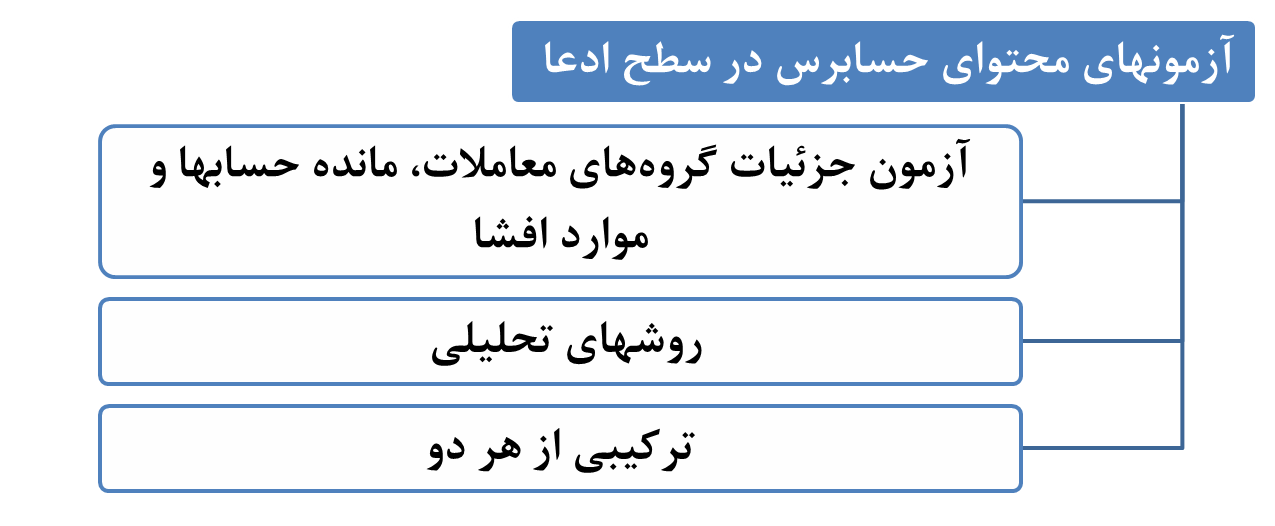 آزمونهای محتوای حسابرس در سطح ادعا
آزمون جزئیات گروه‌های معاملات، مانده حسابها و
موارد افشا
روشهای تحلیلی
ترکیبی از هر دو